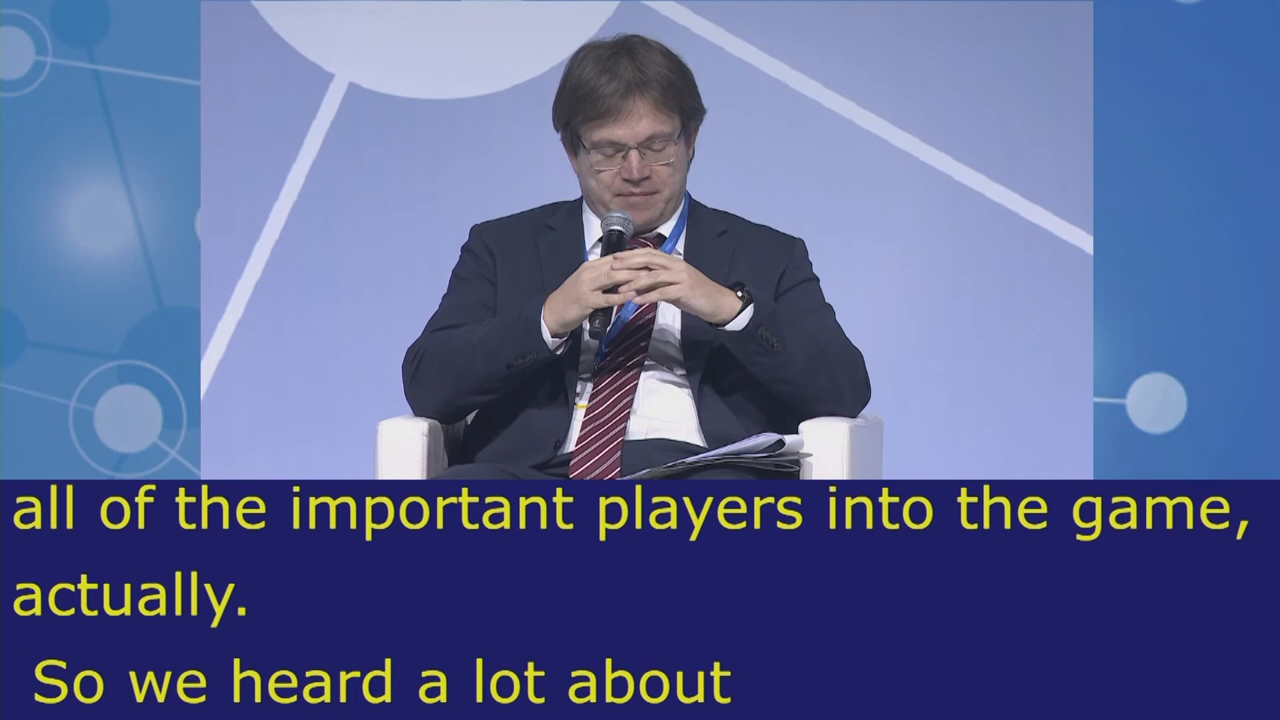 all of the important players into the game,
actually.
So we heard a lot about